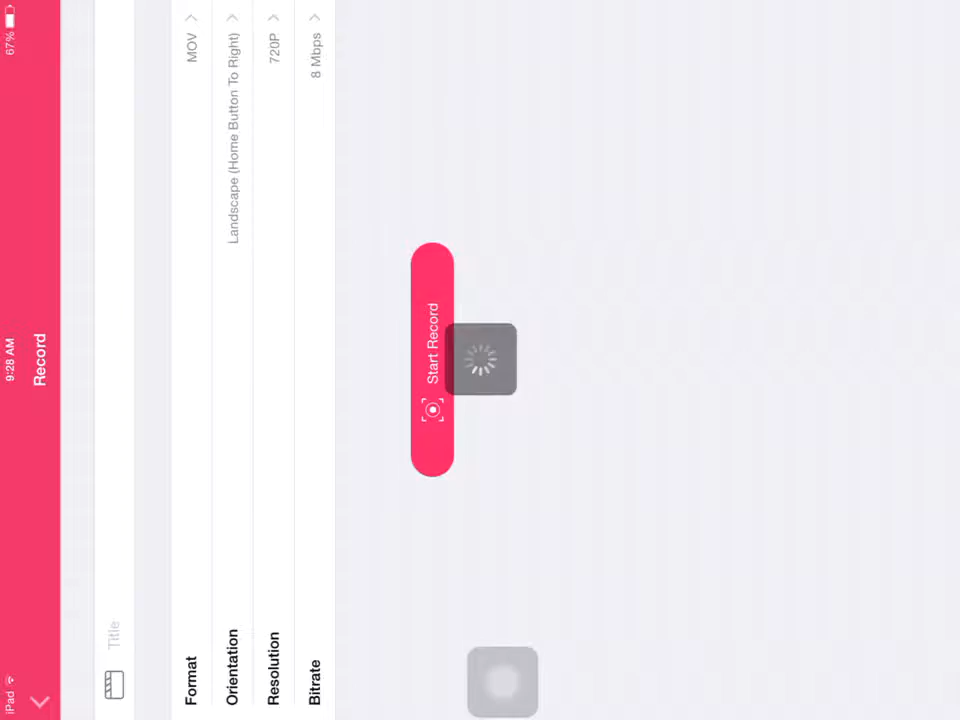 iPad 9:28 AM 67%
Record
Title
Format MOV
Orientation Landscape (Home Button To Right)
Resolution 720P
Bitrate 8 Mbps
Start Record